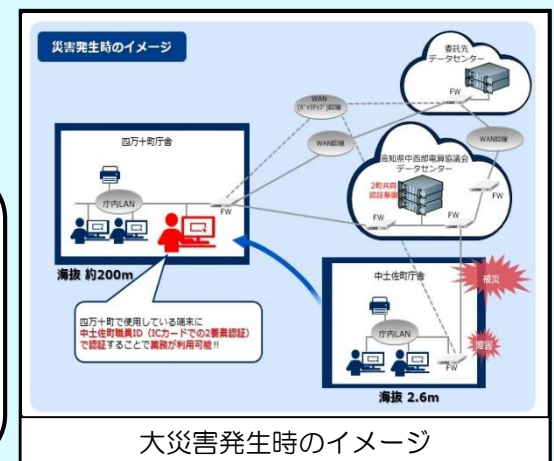 災害発生時のイメージ
委託先
データセンター
FW
WAN
(バックアップ)回線
WAN回線
WAN回線
四万十町庁舎
高知県中西部電算協議会
データセンター
2町共同
認証基盤
FW
FW
庁内LAN
FW
海抜 約200m
中土佐町庁舎
被災
四万十町で使用している端末に
中土佐町職員ID（ICカードでの2要素認証）
で認証することで業務が利用可能!!
庁内LAN
障害
FW
海抜 2.6m
大災害発生時のイメージ